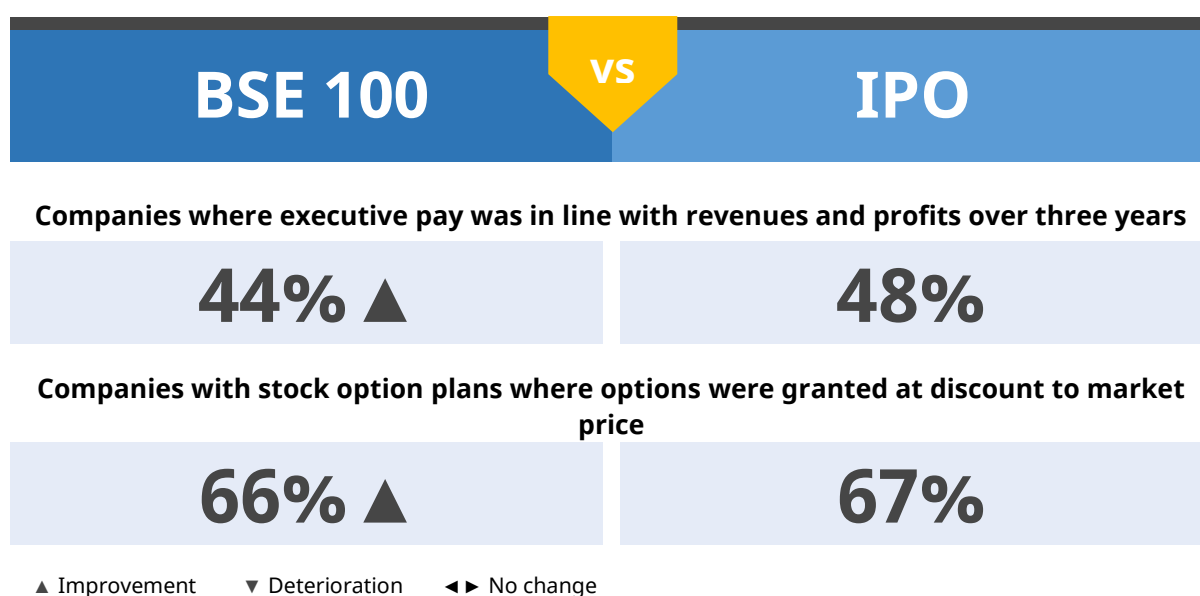 BSE 100
vs
IPO
Companies where executive pay was in line with revenues and profits over three years
44% ▲
48%
Companies with stock option plans where options were granted at discount to market
price
66% ▲
67%
▲ Improvement ▼ Deterioration ◄► No change